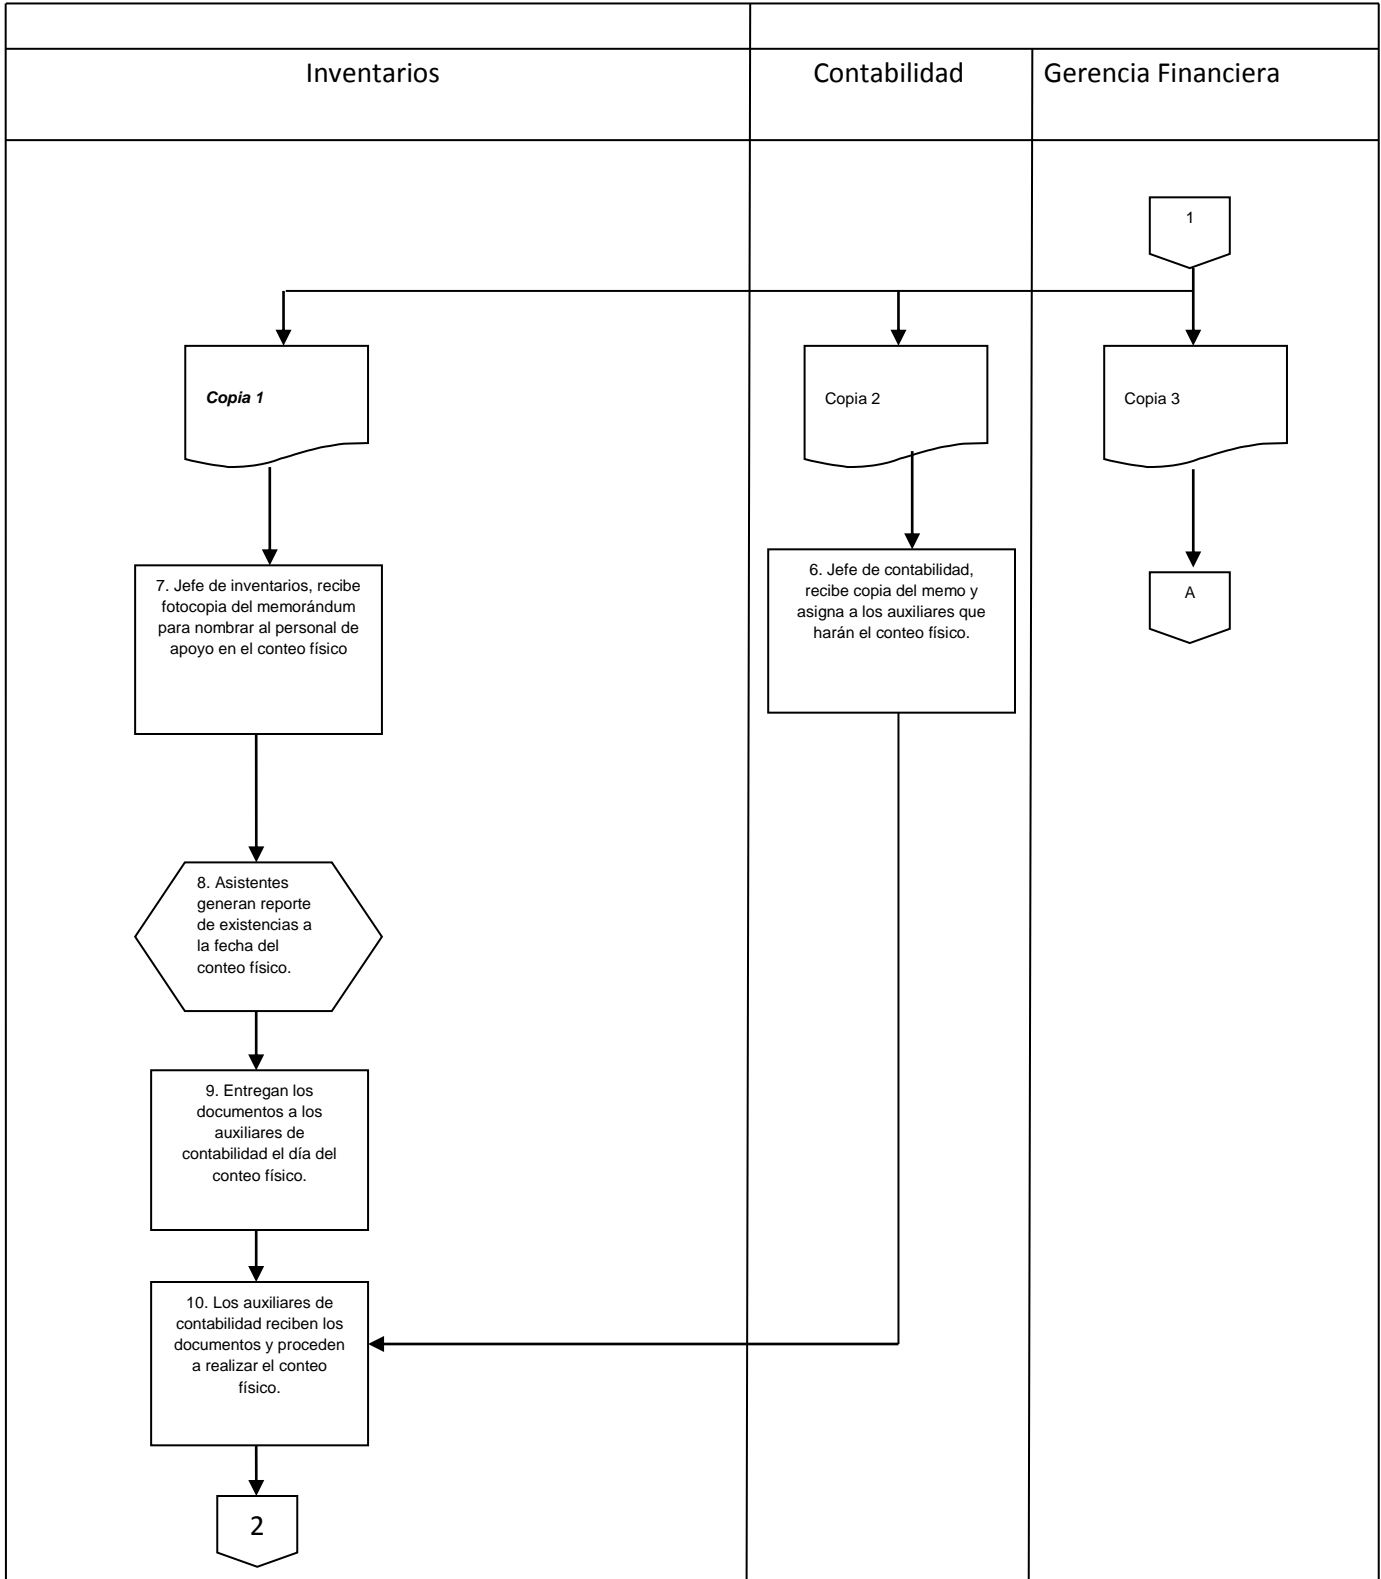 Inventarios
Contabilidad
Gerencia Financiera
1
Copia 1
Copia 2
Copia 3
7. Jefe de inventarios, recibe
fotocopia del memorándum
para nombrar al personal de
apoyo en el conteo físico
6. Jefe de contabilidad,
recibe copia del memo y
asigna a los auxiliares que
harán el conteo físico.
A
8. Asistentes
generan reporte
de existencias a
la fecha del
conteo físico.
9. Entregan los
documentos a los
auxiliares de
contabilidad el día del
conteo físico.
10. Los auxiliares de
contabilidad reciben los
documentos y proceden
a realizar el conteo
físico.
2